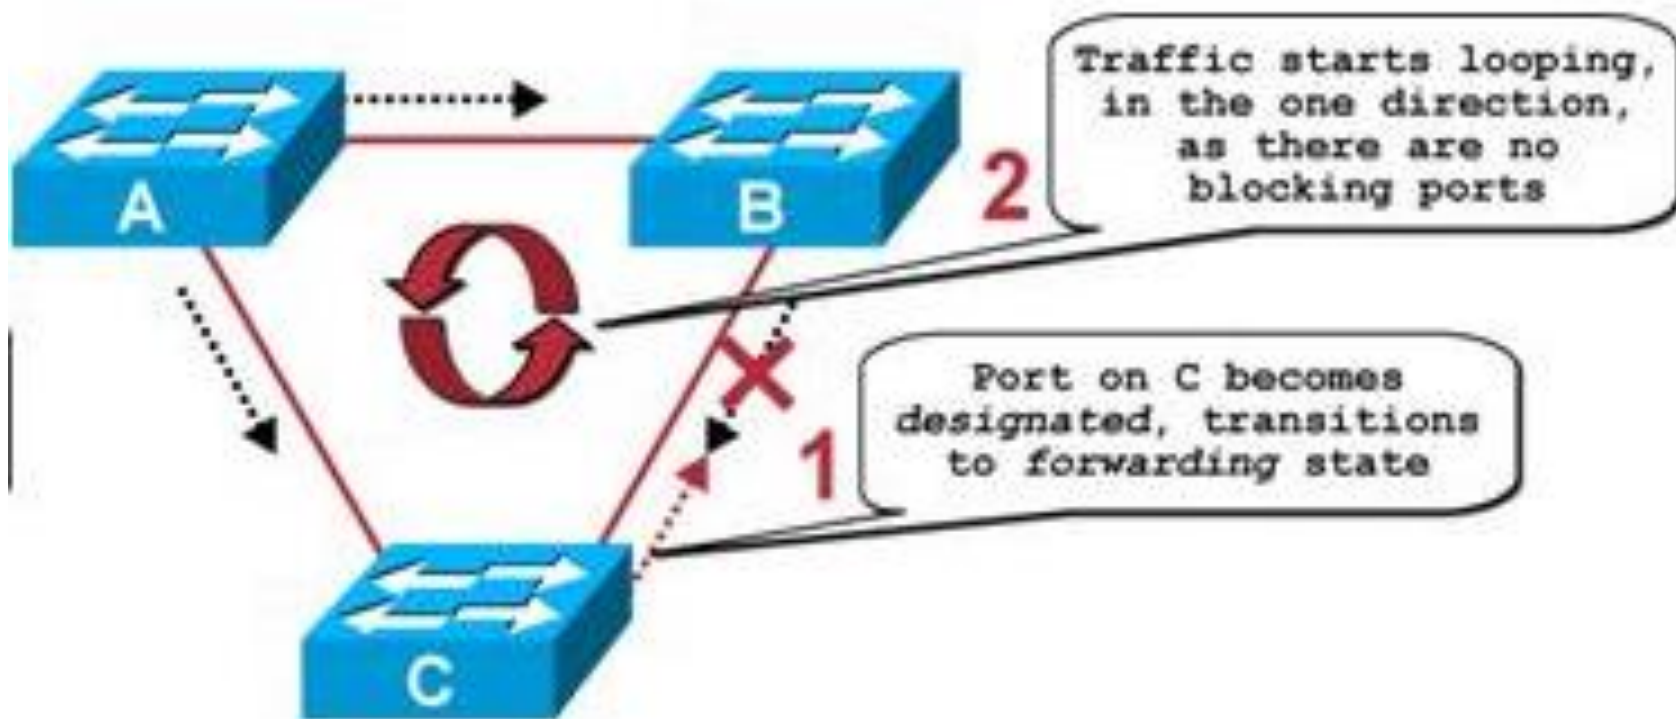 A
B
2
Traffic starts looping,
in the one direction,
as there are no
blocking ports
1
Port on C becomes
designated, transitions
to forwarding state
C